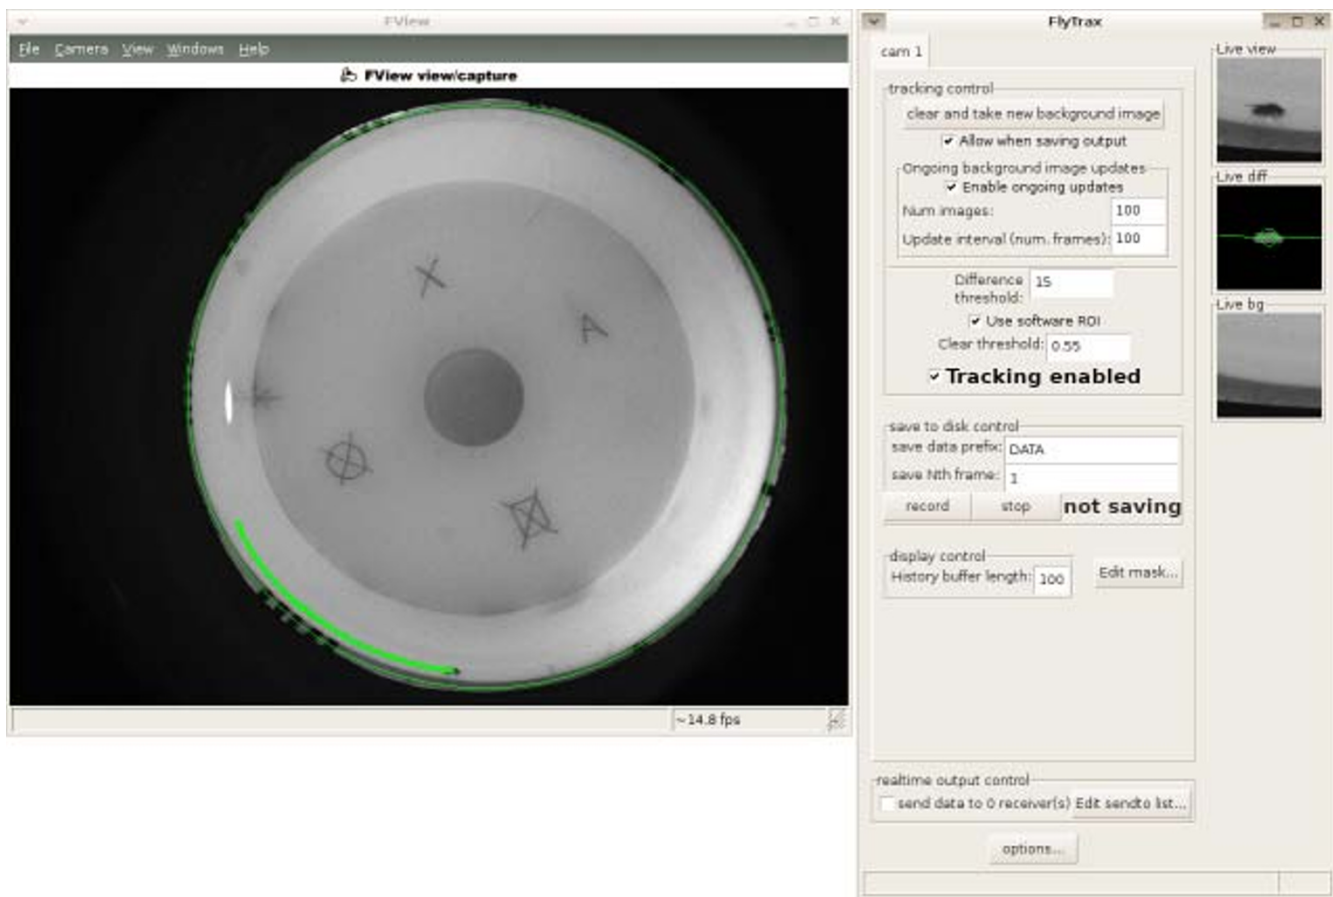 FView
File Camera View Windows Help
FView view/capture
~14.8 fps
FlyTrax
cam 1
tracking control
clear and take new background image
Allow when saving output
Ongoing background image updates
Enable ongoing updates
Num images: 100
Update interval (num. frames): 100
Difference threshold: 15
Use software ROI
Clear threshold: 0.55
Tracking enabled
save to disk control
save data prefix: DATA
save Nth frame: 1
record stop not saving
display control
History buffer length: 100
Edit mask...
realtime output control
send data to 0 receiver(s) Edit sendto list...
options...
Live view
Live diff
Live bg
X
A